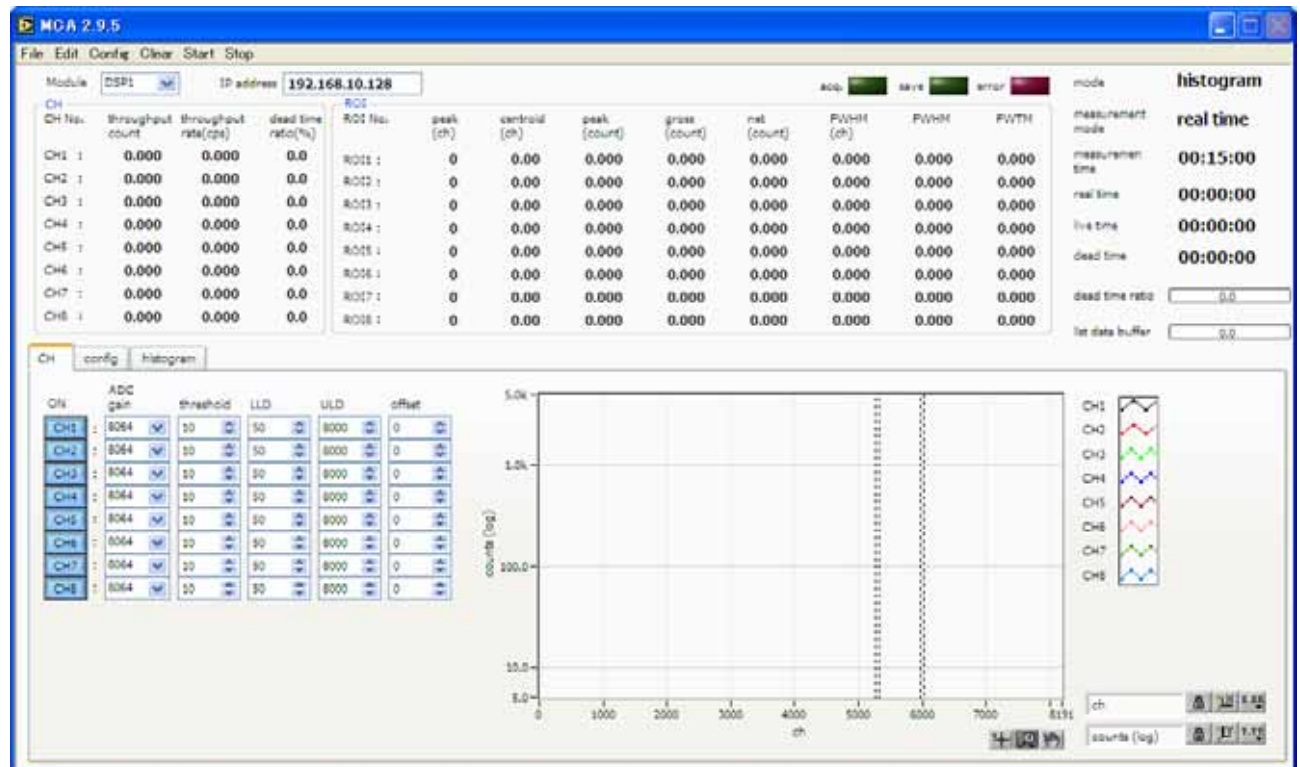 MCA 2.9.5
File Edit Config Clear Start Stop
Module DSP1 IP address 192.168.10.128 acq. save error mode histogram
CH ROI
CH No. throughput count throughput rate(cps) dead time ratio(%) ROI No. peak (ch) centroid (ch) peak (count) gross (count) net (count) FWHM (ch) FWHM FWTM
measurement mode real time
CH1 : 0.000 0.000 0.0 ROI1 : 0 0.00 0.000 0.000 0.000 0.000 0.000 0.000
measuremen time 00:15:00
CH2 : 0.000 0.000 0.0 ROI2 : 0 0.00 0.000 0.000 0.000 0.000 0.000 0.000
CH3 : 0.000 0.000 0.0 ROI3 : 0 0.00 0.000 0.000 0.000 0.000 0.000 0.000
real time 00:00:00
CH4 : 0.000 0.000 0.0 ROI4 : 0 0.00 0.000 0.000 0.000 0.000 0.000 0.000
live time 00:00:00
CH5 : 0.000 0.000 0.0 ROI5 : 0 0.00 0.000 0.000 0.000 0.000 0.000 0.000
dead time 00:00:00
CH6 : 0.000 0.000 0.0 ROI6 : 0 0.00 0.000 0.000 0.000 0.000 0.000 0.000
CH7 : 0.000 0.000 0.0 ROI7 : 0 0.00 0.000 0.000 0.000 0.000 0.000 0.000
dead time ratio 0.0
CH8 : 0.000 0.000 0.0 ROI8 : 0 0.00 0.000 0.000 0.000 0.000 0.000 0.000
list data buffer 0.0
CH config histogram
ON ADC gain threshold LLD ULD offset
CH1 : 8064 10 50 8000 0
CH2 : 8064 10 50 8000 0
CH3 : 8064 10 50 8000 0
CH4 : 8064 10 50 8000 0
CH5 : 8064 10 50 8000 0
CH6 : 8064 10 50 8000 0
CH7 : 8064 10 50 8000 0
CH8 : 8064 10 50 8000 0
5.0k
1.0k
100.0
10.0
5.0
counts (log)
0 1000 2000 3000 4000 5000 6000 7000 8191
ch
CH1
CH2
CH3
CH4
CH5
CH6
CH7
CH8
ch
counts (log)